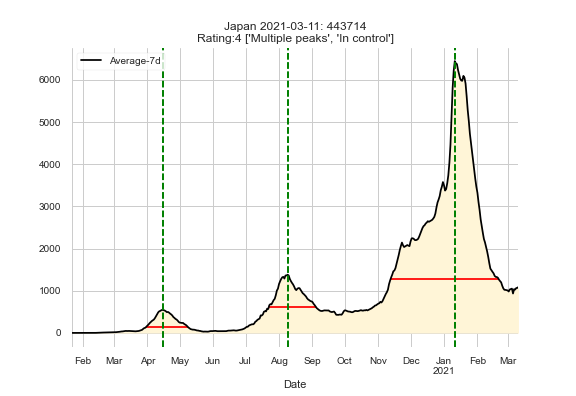 Japan 2021-03-11: 443714
Rating:4 ['Multiple peaks', 'In control']
Average-7d
6000
5000
4000
3000
2000
1000
0
Feb Mar Apr May Jun Jul Aug Sep Oct Nov Dec Jan Feb Mar
2021
Date